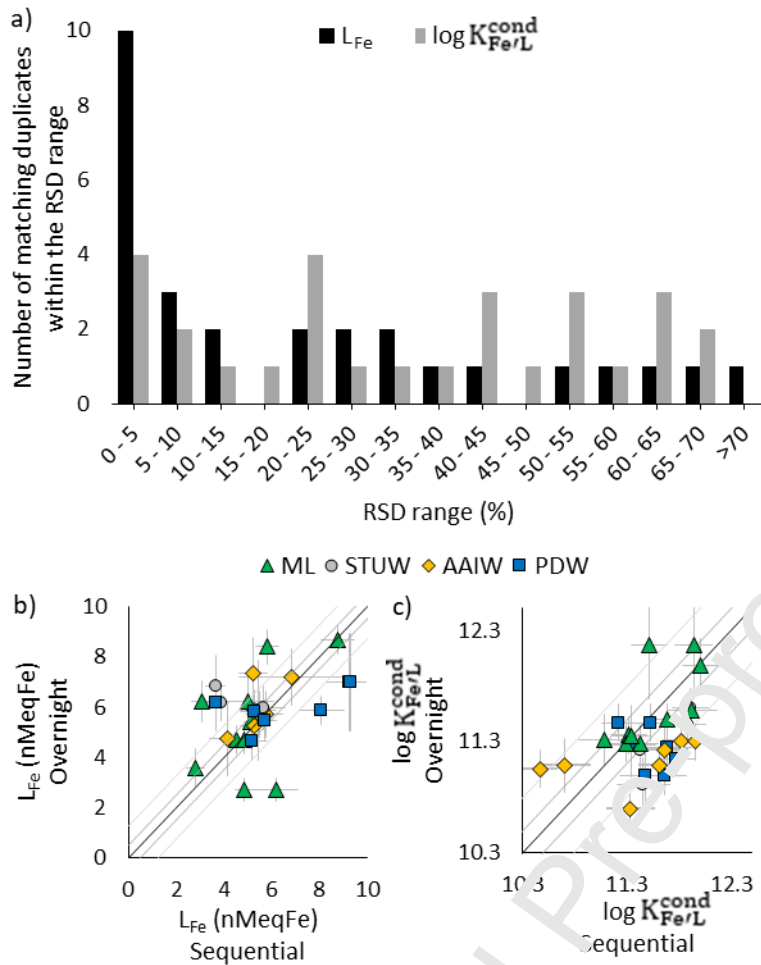 a)
L_Fe log K^cond_Fe'L
Number of matching duplicates
within the RSD range
10
8
6
4
2
0
0 - 5 5 - 10 10 - 15 15 - 20 20 - 25 25 - 30 30 - 35 35 - 40 40 - 45 45 - 50 50 - 55 55 - 60 60 - 65 65 - 70 >70
RSD range (%)
ML STUW AAIW PDW
b)
L_Fe (nMeqFe)
Overnight
10
8
6
4
2
0
0 2 4 6 8 10
L_Fe (nMeqFe)
Sequential
c)
log K^cond_Fe'L
Overnight
12.3
11.3
10.3
10.3 11.3 12.3
log K^cond_Fe'L
Sequential
Pre-pro